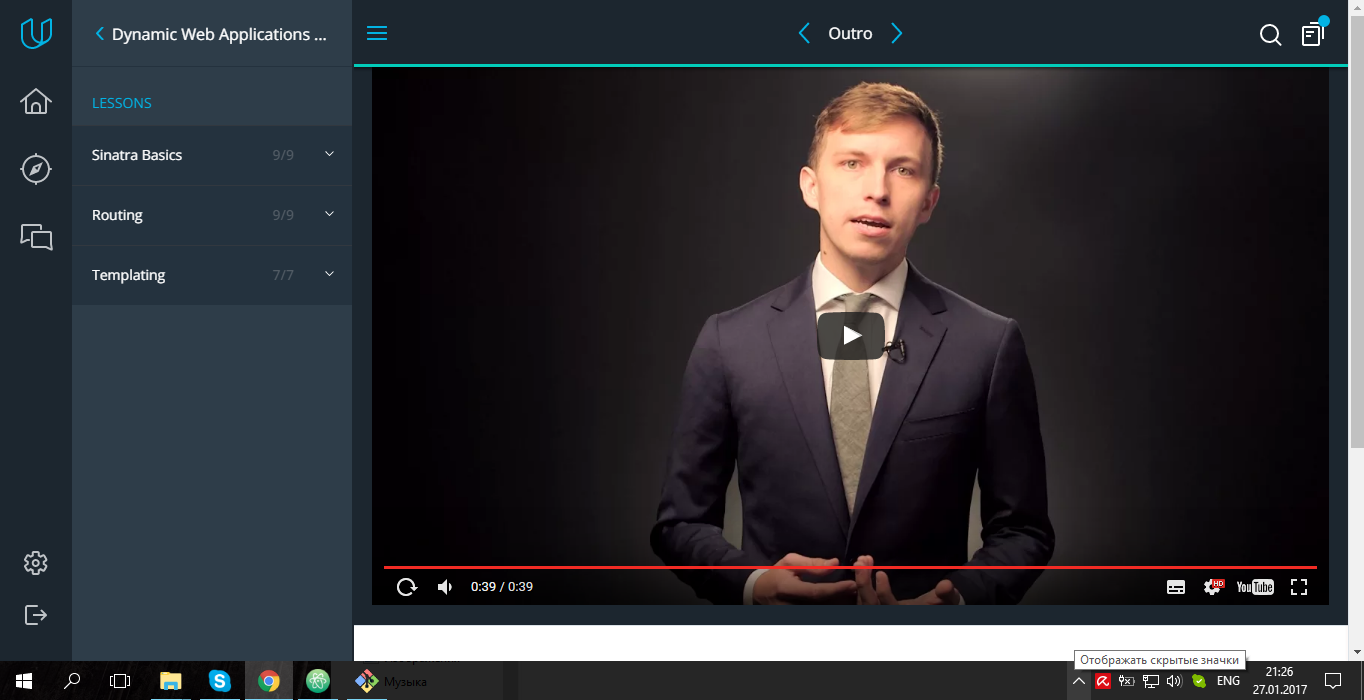 Dynamic Web Applications ...
Outro
LESSONS
Sinatra Basics 9/9
Routing 9/9
Templating 7/7
0:39 / 0:39
HD
YouTube
Отображать скрытые значки
Музыка
ENG
21:26
27.01.2017